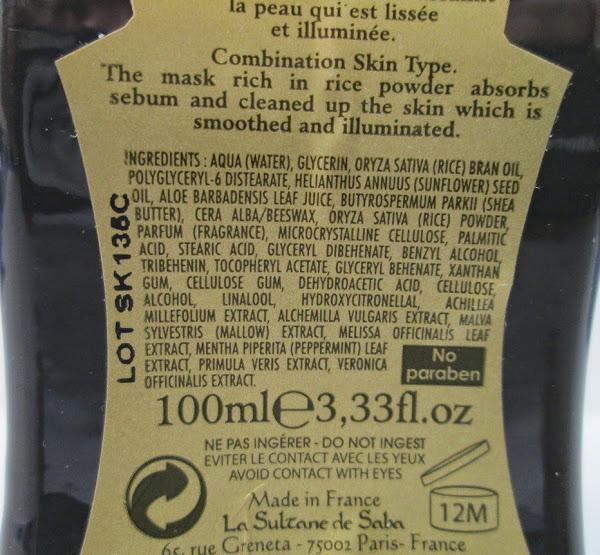 la peau qui est lissée
et illuminée.
Combination Skin Type.
The mask rich in rice powder absorbs
sebum and cleaned up the skin which is
smoothed and illuminated.
INGREDIENTS : AQUA (WATER), GLYCERIN, ORYZA SATIVA (RICE) BRAN OIL,
POLYGLYCERYL-6 DISTEARATE, HELIANTHUS ANNUUS (SUNFLOWER) SEED
OIL, ALOE BARBADENSIS LEAF JUICE, BUTYROSPERMUM PARKII (SHEA
BUTTER), CERA ALBA/BEESWAX, ORYZA SATIVA (RICE) POWDER,
PARFUM (FRAGRANCE), MICROCRYSTALLINE CELLULOSE, PALMITIC
ACID, STEARIC ACID, GLYCERYL DIBEHENATE, BENZYL ALCOHOL,
TRIBEHENIN, TOCOPHERYL ACETATE, GLYCERYL BEHENATE, XANTHAN
GUM, CELLULOSE GUM, DEHYDROACETIC ACID, CELLULOSE,
ALCOHOL, LINALOOL, HYDROXYCITRONELLAL, ACHILLEA
MILLEFOLIUM EXTRACT, ALCHEMILLA VULGARIS EXTRACT, MALVA
SYLVESTRIS (MALLOW) EXTRACT, MELISSA OFFICINALIS LEAF
EXTRACT, MENTHA PIPERITA (PEPPERMINT) LEAF
EXTRACT, PRIMULA VERIS EXTRACT, VERONICA
OFFICINALIS EXTRACT.
No
paraben
LOT SK138C
100ml℮3,33fl.oz
NE PAS INGÉRER - DO NOT INGEST
EVITER LE CONTACT AVEC LES YEUX
AVOID CONTACT WITH EYES
12M
Made in France
La Sultane de Saba
65, rue Greneta - 75002 Paris- France